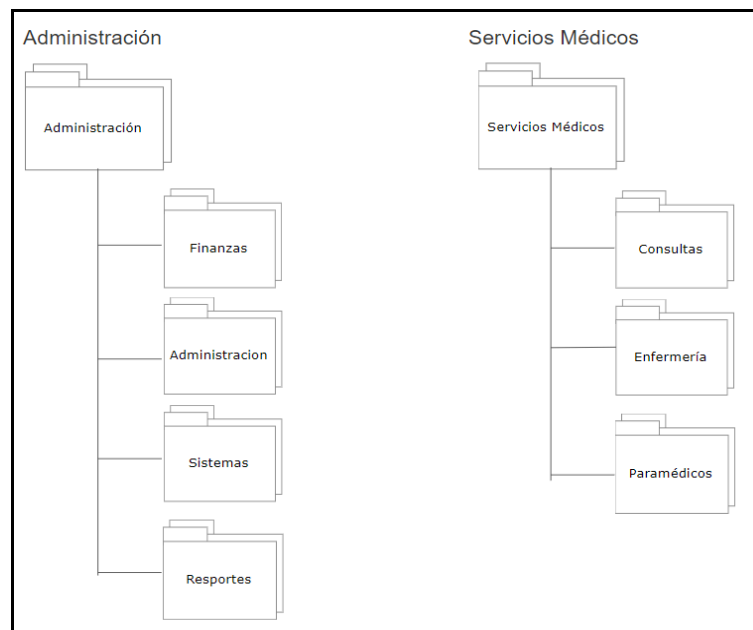 Administración
Administración
Finanzas
Administracion
Sistemas
Resportes
Servicios Médicos
Servicios Médicos
Consultas
Enfermería
Paramédicos